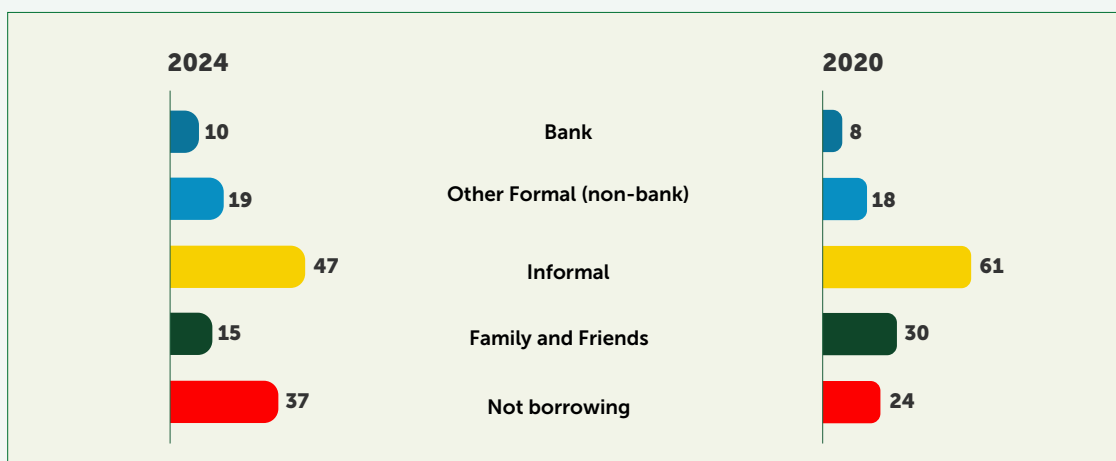 2024 2020
10 Bank 8
19 Other Formal (non-bank) 18
47 Informal 61
15 Family and Friends 30
37 Not borrowing 24